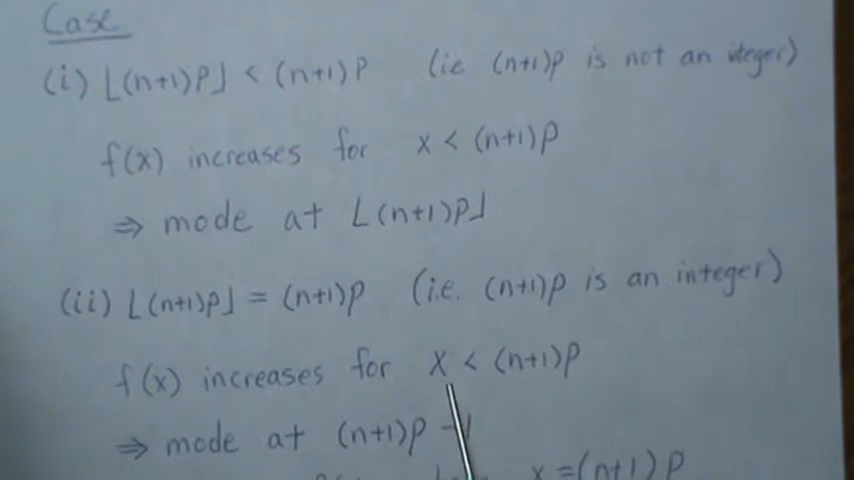 Case
(i) ⌊(n+1)p⌋ < (n+1)p (ie (n+1)p is not an integer)
f(x) increases for x < (n+1)p
⇒ mode at ⌊(n+1)p⌋
(ii) ⌊(n+1)p⌋ = (n+1)p (i.e. (n+1)p is an integer)
f(x) increases for x < (n+1)p
⇒ mode at (n+1)p - 1
x = (n+1)p